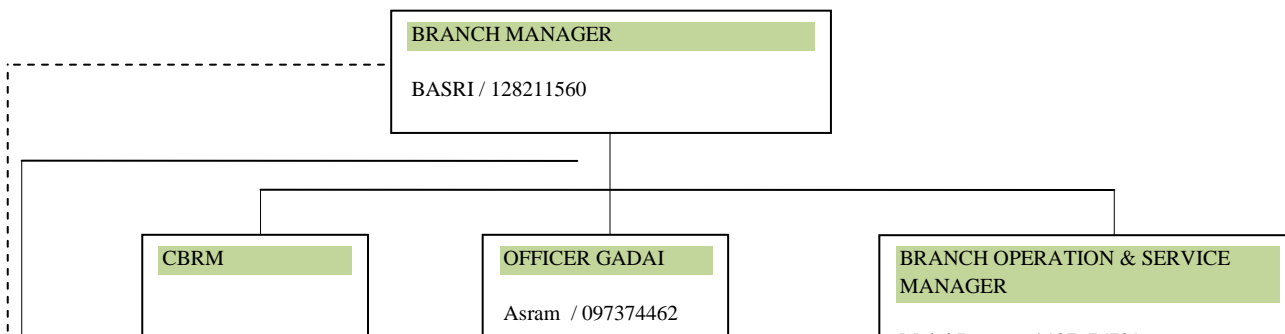 BRANCH MANAGER
BASRI / 128211560
CBRM
OFFICER GADAI
Asram / 097374462
BRANCH OPERATION & SERVICE
MANAGER